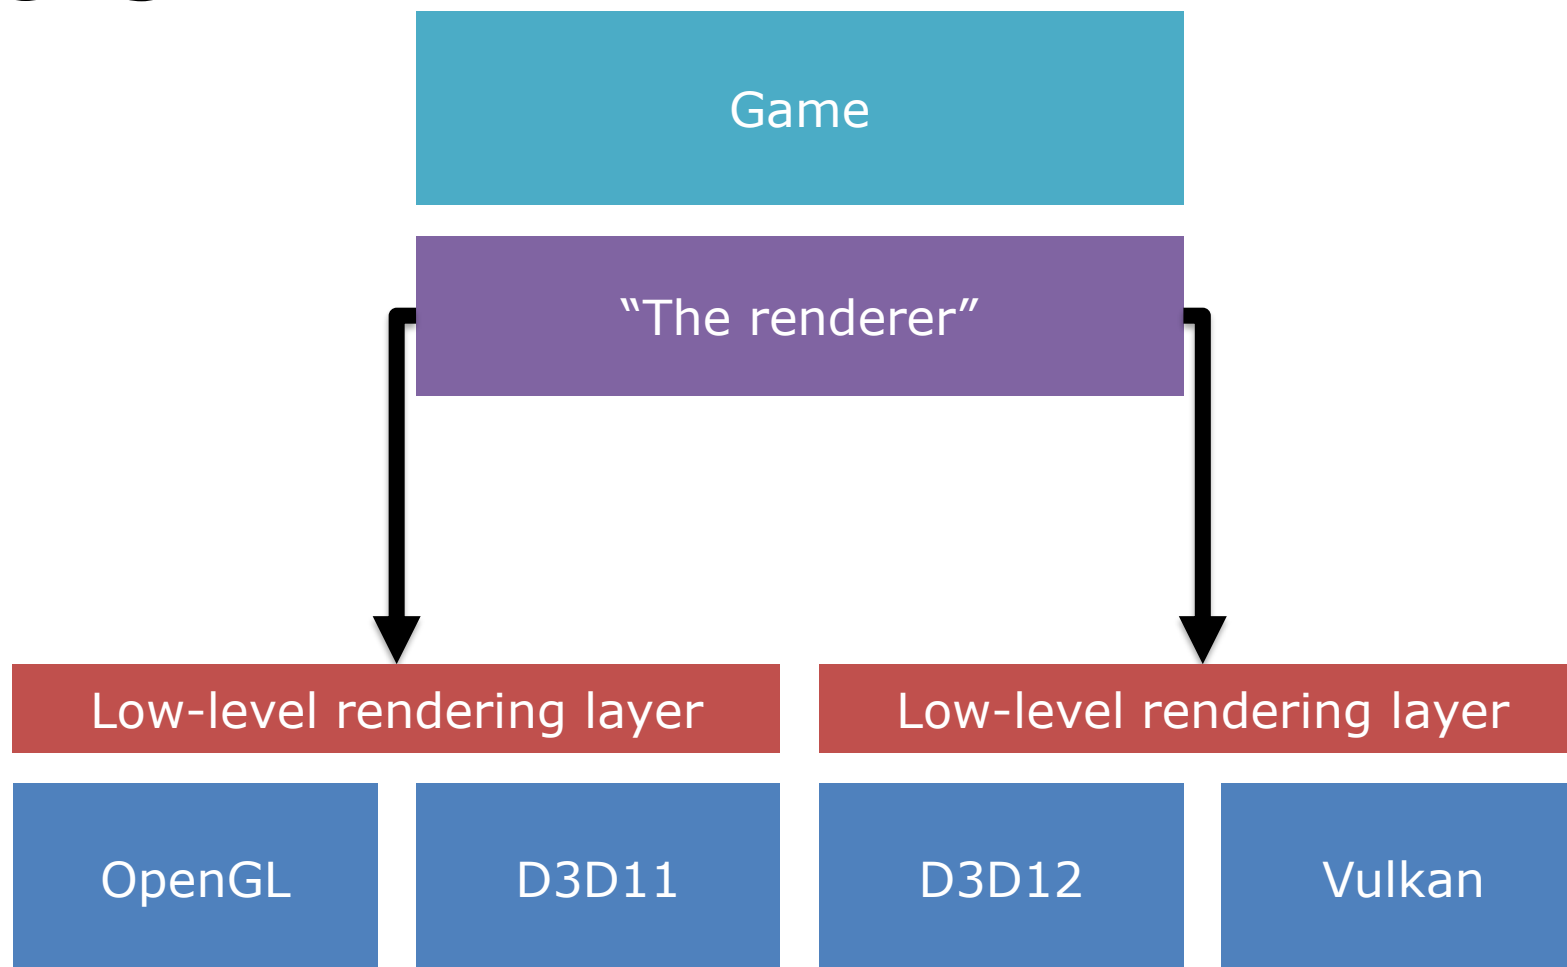 Game
“The renderer”
Low-level rendering layer
Low-level rendering layer
OpenGL
D3D11
D3D12
Vulkan